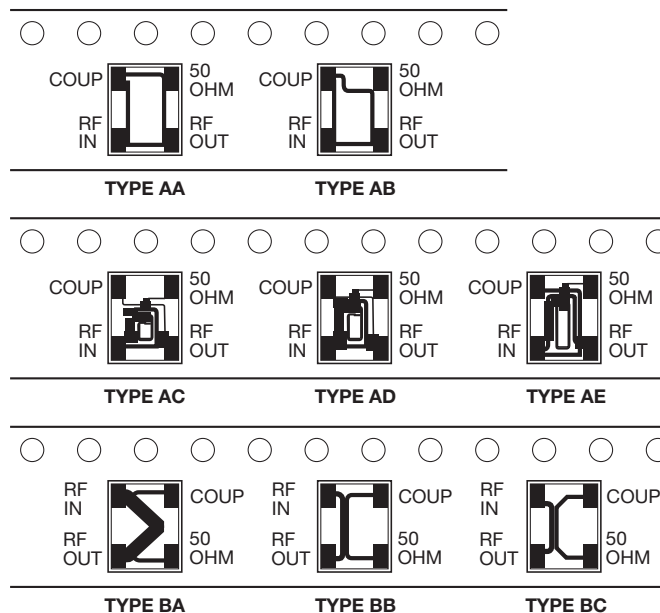 COUP
50
OHM
RF
IN
RF
OUT
COUP
50
OHM
RF
IN
RF
OUT
TYPE AA
TYPE AB
COUP
50
OHM
RF
IN
RF
OUT
COUP
50
OHM
RF
IN
RF
OUT
COUP
50
OHM
RF
IN
RF
OUT
TYPE AC
TYPE AD
TYPE AE
RF
IN
COUP
RF
OUT
50
OHM
RF
IN
COUP
RF
OUT
50
OHM
RF
IN
COUP
RF
OUT
50
OHM
TYPE BA
TYPE BB
TYPE BC